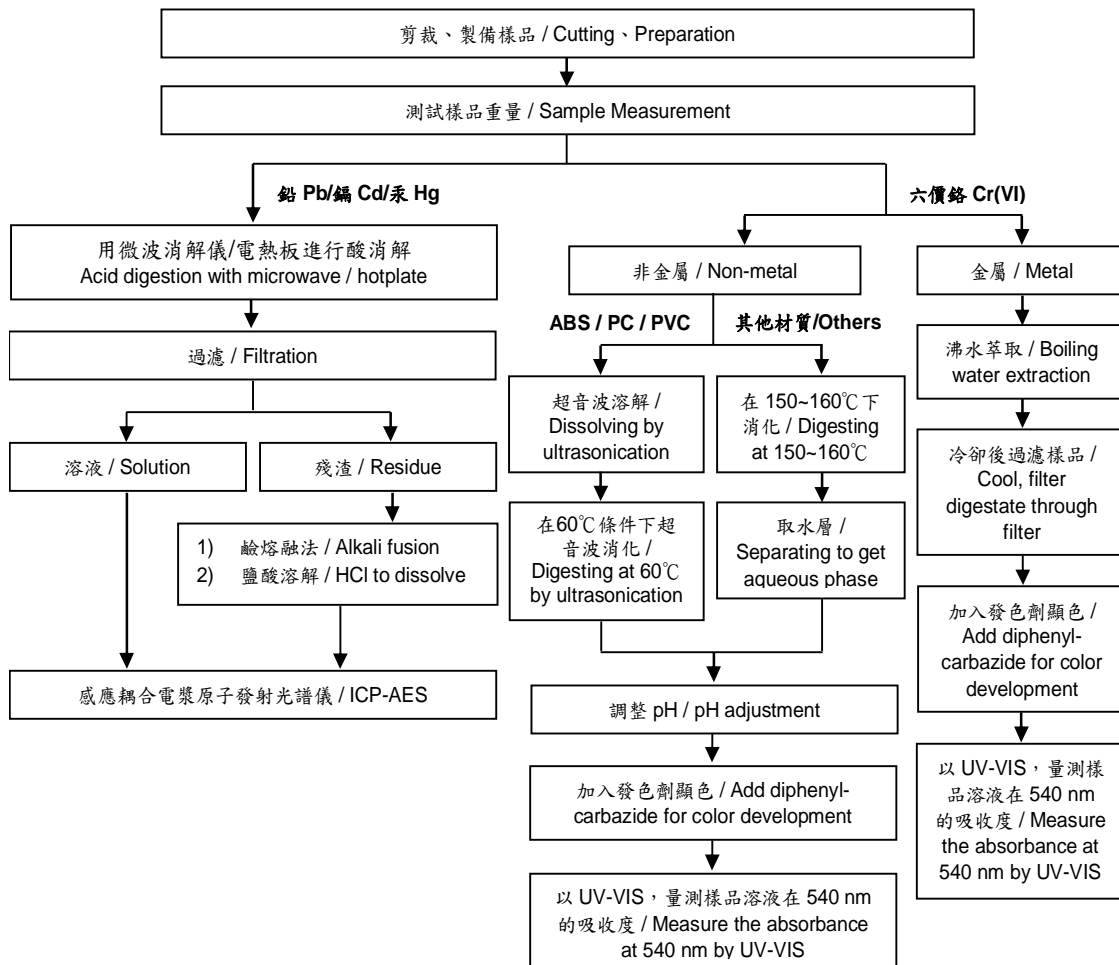 剪裁、製備樣品 / Cutting、Preparation
測試樣品重量 / Sample Measurement
鉛 Pb/鎘 Cd/汞 Hg
六價鉻 Cr(VI)
用微波消解儀/電熱板進行酸消解
Acid digestion with microwave / hotplate
非金屬 / Non-metal
金屬 / Metal
ABS / PC / PVC
其他材質/Others
過濾 / Filtration
沸水萃取 / Boiling
water extraction
超音波溶解 /
Dissolving by
ultrasonication
在 150~160℃下
消化 / Digesting
at 150~160℃
溶液 / Solution
殘渣 / Residue
冷卻後過濾樣品 /
Cool, filter
digestate through
filter
1) 鹼熔融法 / Alkali fusion
2) 鹽酸溶解 / HCl to dissolve
在60℃條件下超
音波消化 /
Digesting at 60℃
by ultrasonication
取水層 /
Separating to get
aqueous phase
加入發色劑顯色 /
Add diphenyl-
carbazide for color
development
感應耦合電漿原子發射光譜儀 / ICP-AES
調整 pH / pH adjustment
加入發色劑顯色 / Add diphenyl-
carbazide for color development
以 UV-VIS，量測樣
品溶液在 540 nm
的吸收度 / Measure
the absorbance at
540 nm by UV-VIS
以 UV-VIS，量測樣品溶液在 540 nm
的吸收度 / Measure the absorbance
at 540 nm by UV-VIS